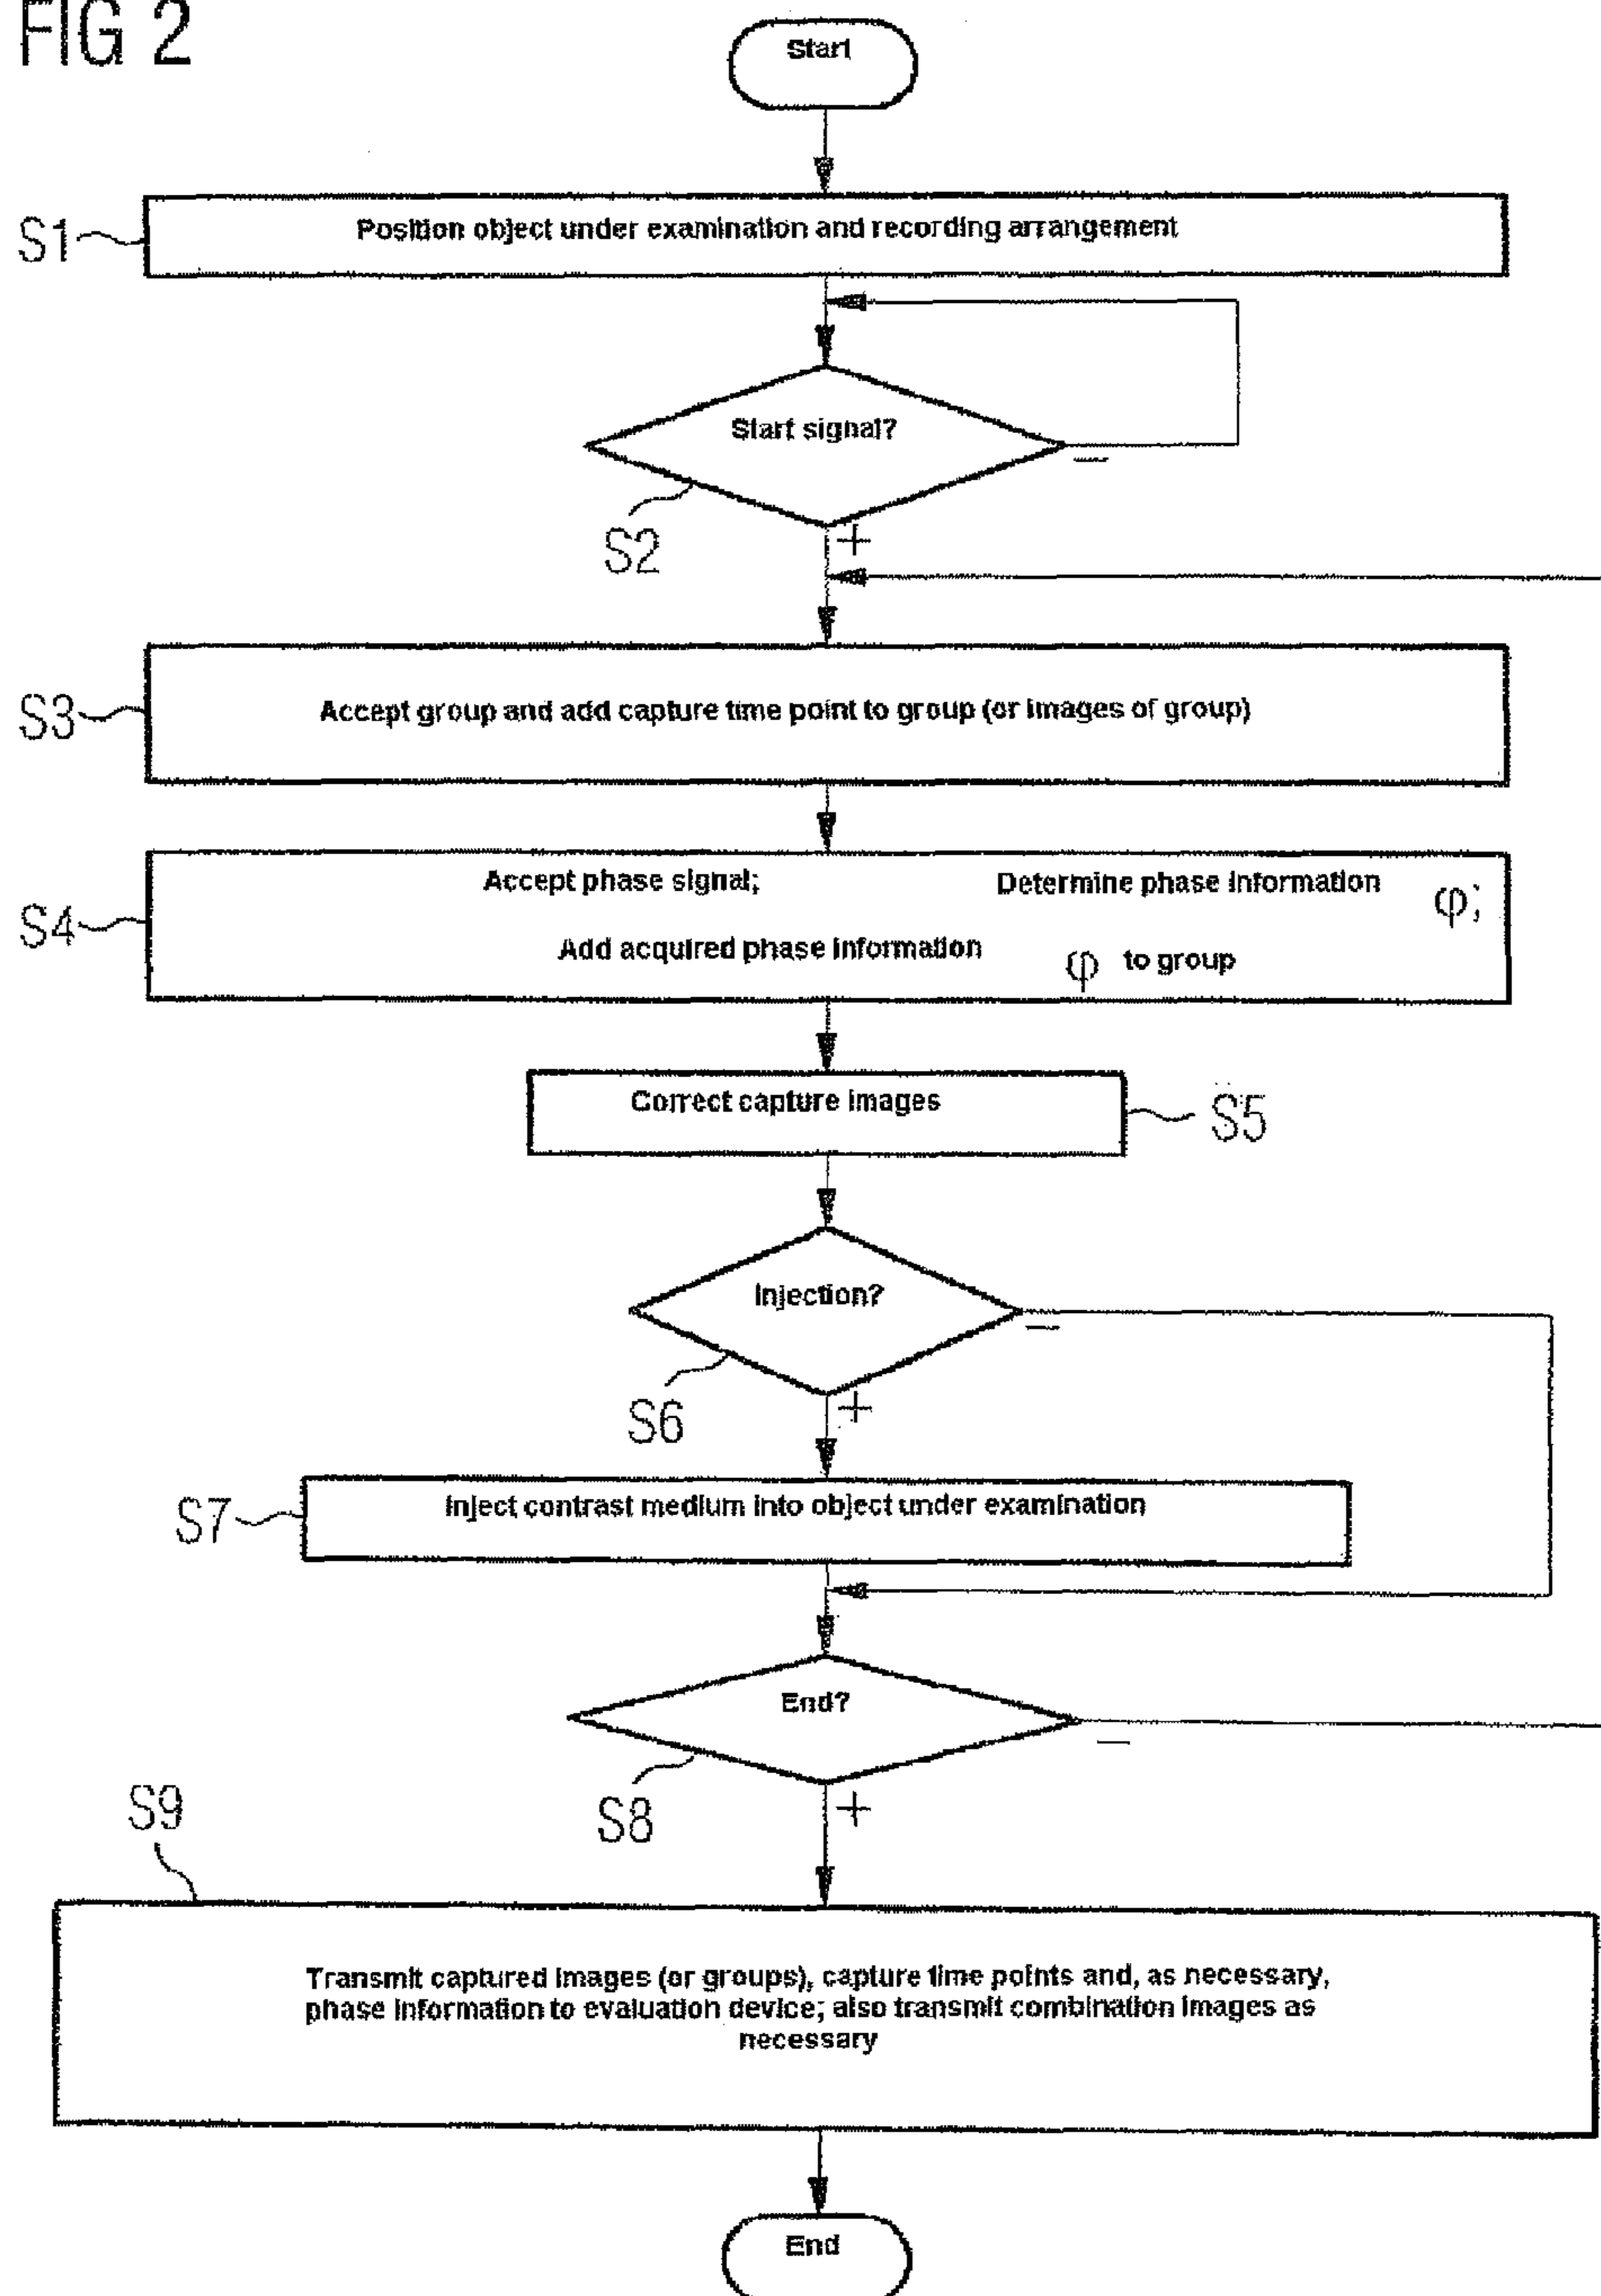 FIG 2
Start
S1
Position object under examination and recording arrangement
Start signal?
−
S2
+
S3
Accept group and add capture time point to group (or images of group)
S4
Accept phase signal; Determine phase information φ;
Add acquired phase information φ to group
Correct capture images
S5
Injection?
−
S6
+
S7
Inject contrast medium into object under examination
End?
−
S8
+
S9
Transmit captured images (or groups), capture time points and, as necessary,
phase information to evaluation device; also transmit combination images as
necessary
End